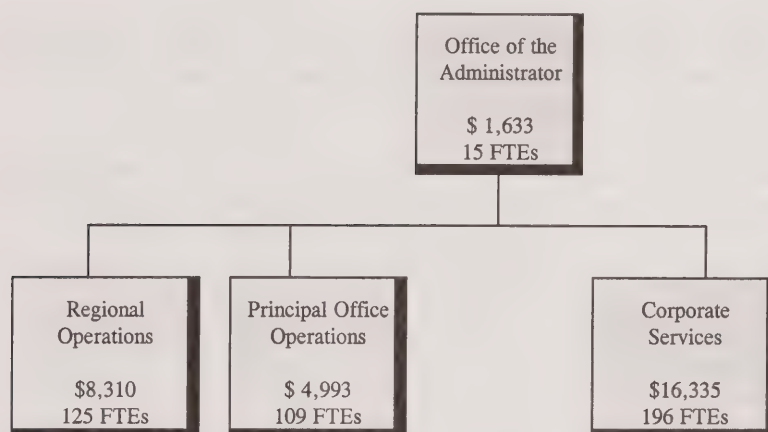 Office of the
Administrator
$ 1,633
15 FTEs
Regional
Operations
$8,310
125 FTEs
Principal Office
Operations
$ 4,993
109 FTEs
Corporate
Services
$16,335
196 FTEs